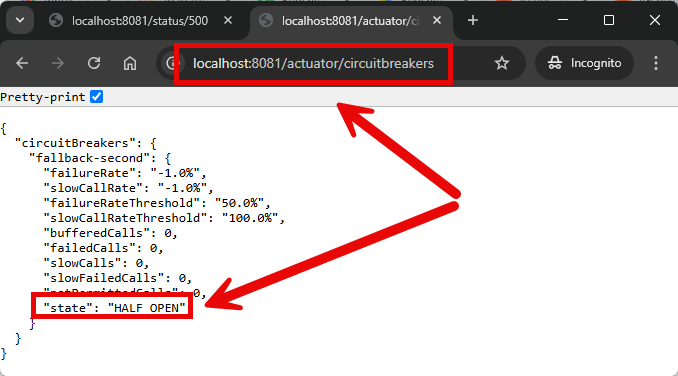 localhost:8081/status/500
localhost:8081/actuator/ci
localhost:8081/actuator/circuitbreakers
Incognito
Pretty-print
{
  "circuitBreakers": {
    "fallback-second": {
      "failureRate": "-1.0%",
      "slowCallRate": "-1.0%",
      "failureRateThreshold": "50.0%",
      "slowCallRateThreshold": "100.0%",
      "bufferedCalls": 0,
      "failedCalls": 0,
      "slowCalls": 0,
      "slowFailedCalls": 0,
      "notPermittedCalls": 0,
      "state": "HALF_OPEN"
    }
  }
}